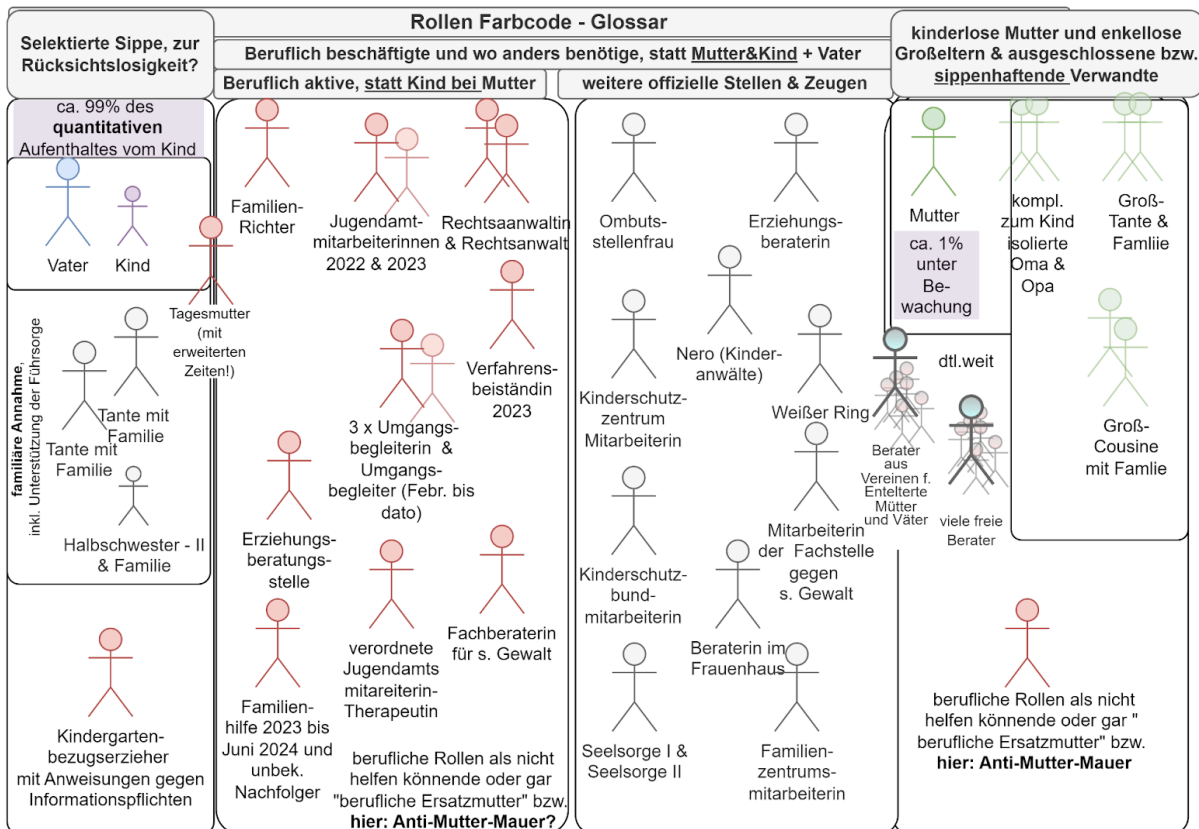 Rollen Farbcode - Glossar
Selektierte Sippe, zur
Rücksichtslosigkeit?
Beruflich beschäftigte und wo anders benötige, statt Mutter&Kind + Vater
Beruflich aktive, statt Kind bei Mutter
weitere offizielle Stellen & Zeugen
kinderlose Mutter und enkellose
Großeltern & ausgeschlossene bzw.
sippenhaftende Verwandte
ca. 99% des
quantitativen
Aufenthaltes vom Kind
Vater
Kind
Tagesmutter
(mit
erweiterten
Zeiten!)
familiäre Annahme,
inkl. Unterstützung der Führsorge
Tante mit
Familie
Tante mit
Familie
Halbschwester - II
& Familie
Kindergarten-
bezugserzieher
mit Anweisungen gegen
Informationspflichten
Familien-
Richter
Jugendamt-
mitarbeiterinnen
2022 & 2023
Rechtsaanwaltin
& Rechtsanwalt
Verfahrens-
beiständin
2023
3 x Umgangs-
begleiterin & 
Umgangs-
begleiter (Febr. bis
dato)
Erziehungs-
beratungs-
stelle
verordnete
Jugendamts
mitareiterin-
Therapeutin
Fachberaterin
für s. Gewalt
Familien-
hilfe 2023 bis
Juni 2024 und
unbek.
Nachfolger
berufliche Rollen als nicht
helfen könnende oder gar
"berufliche Ersatzmutter" bzw.
hier: Anti-Mutter-Mauer?
Ombuts-
stellenfrau
Erziehungs-
beraterin
Nero (Kinder-
anwälte)
Kinderschutz-
zentrum
Mitarbeiterin
Weißer Ring
Kinderschutz-
bund-
mitarbeiterin
Mitarbeiterin
der Fachstelle
gegen
s. Gewalt
Beraterin im
Frauenhaus
Seelsorge I &
Seelsorge II
Familien-
zentrums-
mitarbeiterin
Mutter
ca. 1%
unter
Be-
wachung
kompl.
zum Kind
isolierte
Oma &
Opa
Groß-
Tante &
Famliie
dtl.weit
Berater
aus
Vereinen f.
Entelterte
Mütter
und Väter
viele freie
Berater
Groß-
Cousine
mit Famlie
berufliche Rollen als nicht
helfen könnende oder gar "
berufliche Ersatzmutter" bzw.
hier: Anti-Mutter-Mauer